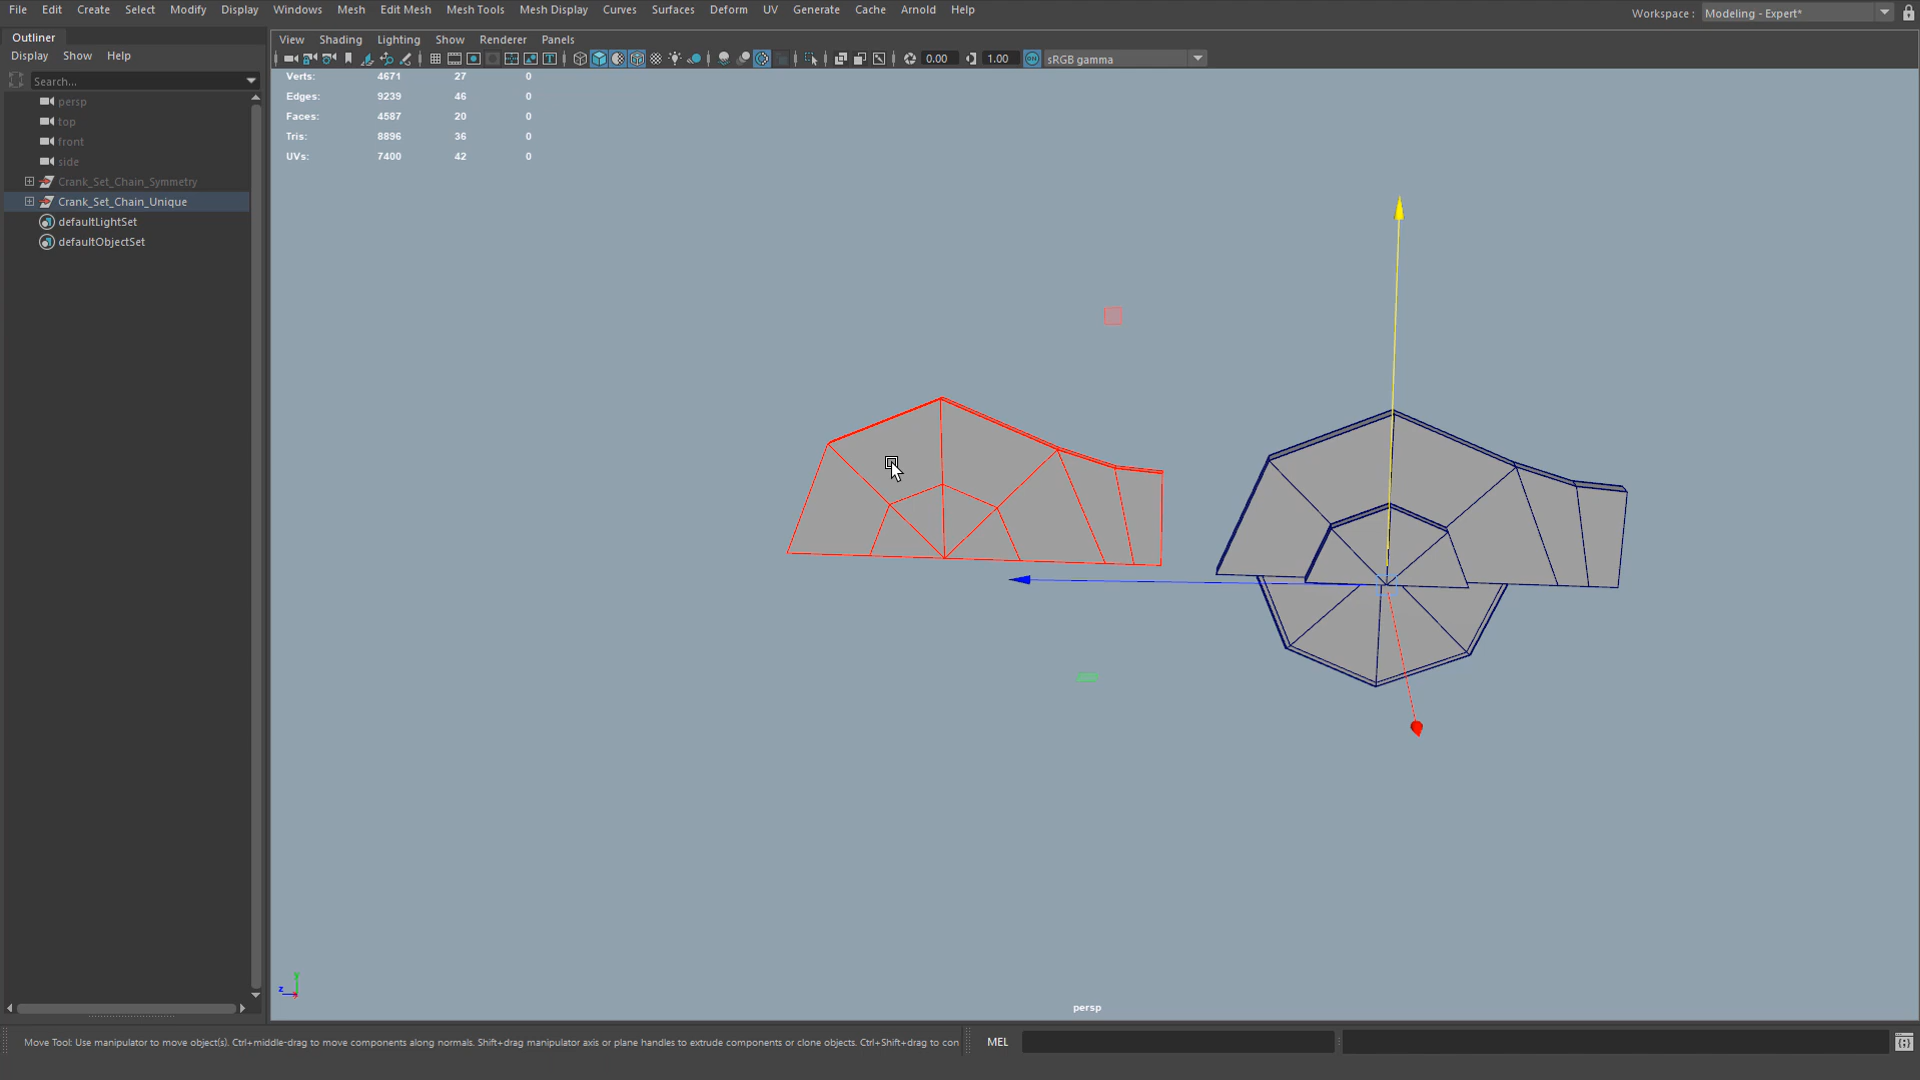 File Edit Create Select Modify Display Windows Mesh Edit Mesh Mesh Tools Mesh Display Curves Surfaces Deform UV Generate Cache Arnold Help
Workspace : Modeling - Expert*
Outliner
Display Show Help
Search...
persp
top
front
side
Crank_Set_Chain_Symmetry
Crank_Set_Chain_Unique
defaultLightSet
defaultObjectSet
View Shading Lighting Show Renderer Panels
0.00 1.00 ON sRGB gamma
Verts: 4671 27 0
Edges: 9239 46 0
Faces: 4587 20 0
Tris: 8896 36 0
UVs: 7400 42 0
y
z
persp
Move Tool: Use manipulator to move object(s). Ctrl+middle-drag to move components along normals. Shift+drag manipulator axis or plane handles to extrude components or clone objects. Ctrl+Shift+drag to con
MEL